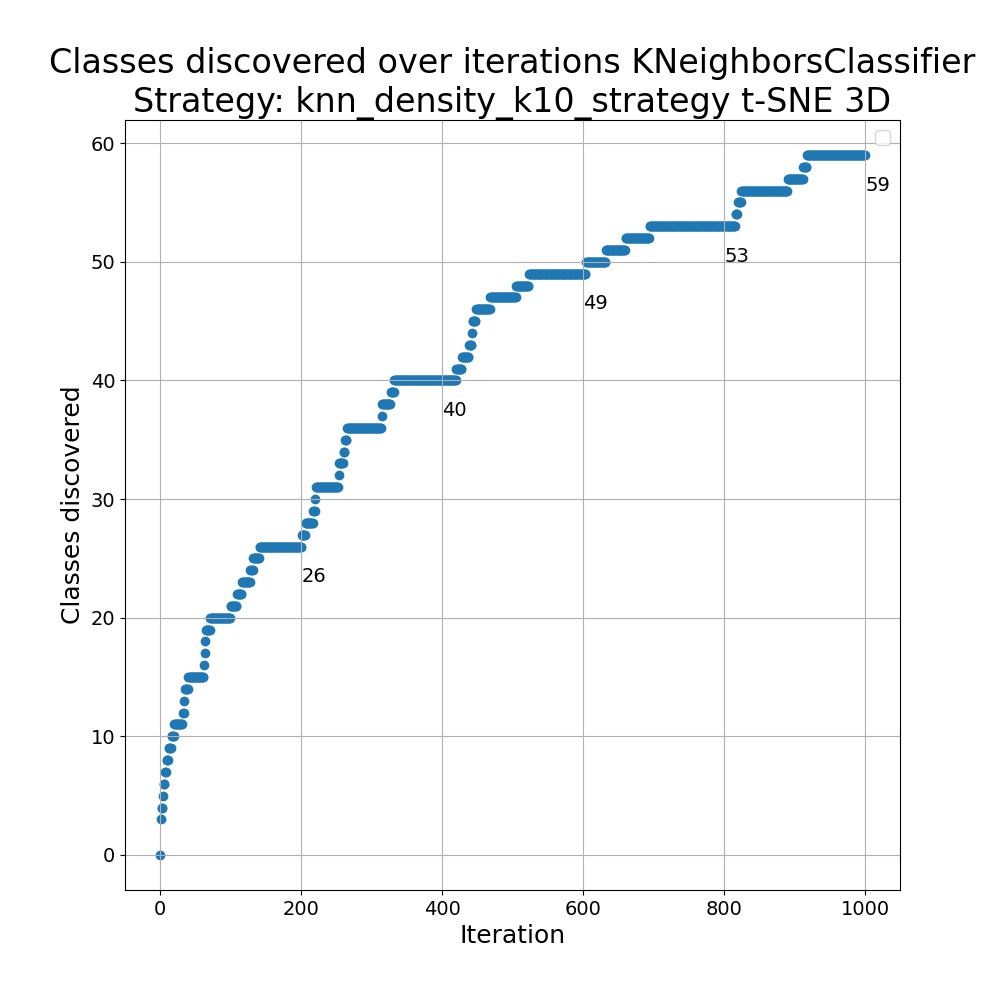 Classes discovered over iterations KNeighborsClassifier
Strategy: knn_density_k10_strategy t-SNE 3D
60
50
40
30
20
10
0
Classes discovered
26
40
49
53
59
0 200 400 600 800 1000
Iteration